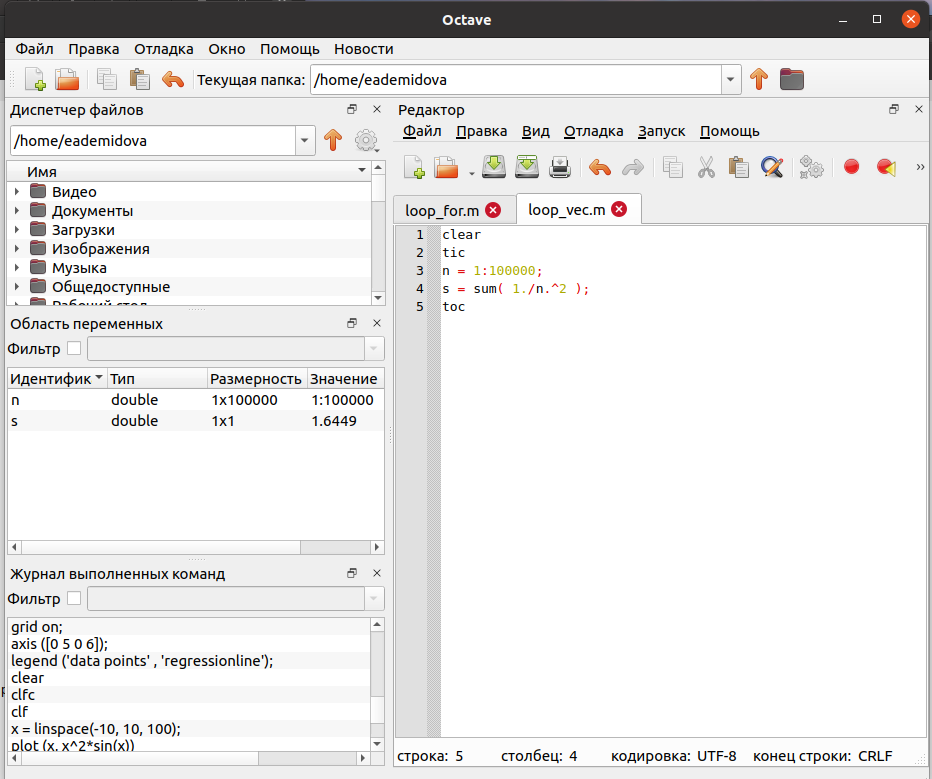 Octave
Файл Правка Отладка Окно Помощь Новости
Текущая папка: /home/eademidova
Диспетчер файлов
/home/eademidova
Имя
Видео
Документы
Загрузки
Изображения
Музыка
Общедоступные
Рабочий стол
Область переменных
Фильтр
Идентифик Тип Размерность Значение
n double 1x100000 1:100000
s double 1x1 1.6449
Журнал выполненных команд
Фильтр
grid on;
axis ([0 5 0 6]);
legend ('data points' , 'regressionline');
clear
clfc
clf
x = linspace(-10, 10, 100);
plot (x, x^2*sin(x))
Редактор
Файл Правка Вид Отладка Запуск Помощь
»
loop_for.m loop_vec.m
1 clear
2 tic
3 n = 1:100000;
4 s = sum( 1./n.^2 );
5 toc
строка: 5 столбец: 4 кодировка: UTF-8 конец строки: CRLF